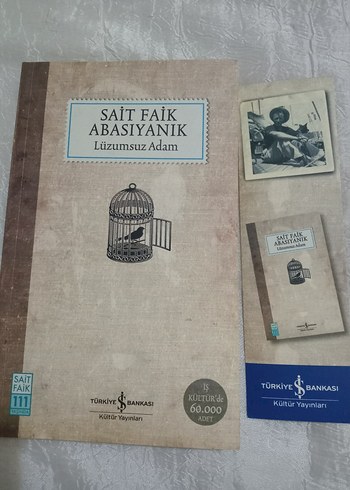 SAİT FAİK
ABASIYANIK
Lüzumsuz Adam
SAİT
FAİK
111
TÜRKİYE İŞ BANKASI
Kültür Yayınları
İŞ
KÜLTÜR'de
60.000
ADET
SAİT FAİK
ABASIYANIK
Lüzumsuz Adam
TÜRKİYE İŞ BANKASI
Kültür Yayınları